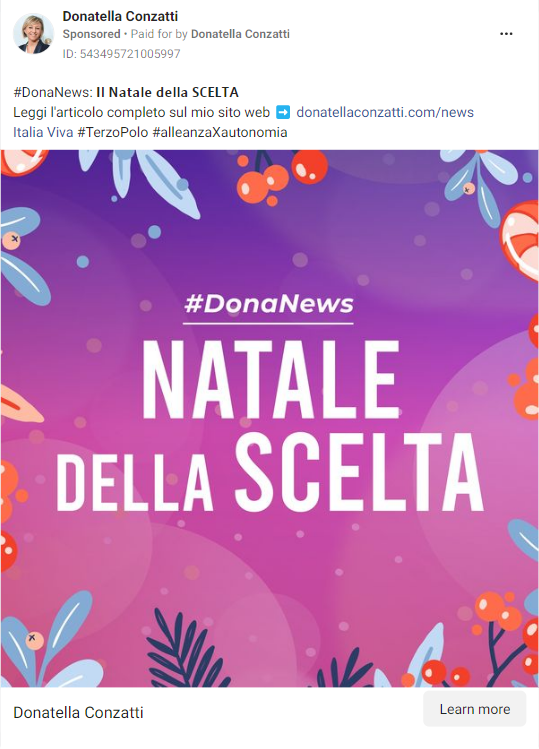 Donatella Conzatti
Sponsored • Paid for by Donatella Conzatti
ID: 543495721005997
#DonaNews: Il Natale della SCELTA
Leggi l'articolo completo sul mio sito web ➡ donatellaconzatti.com/news
Italia Viva #TerzoPolo #alleanzaXautonomia
#DonaNews
NATALE
DELLA SCELTA
Donatella Conzatti
Learn more